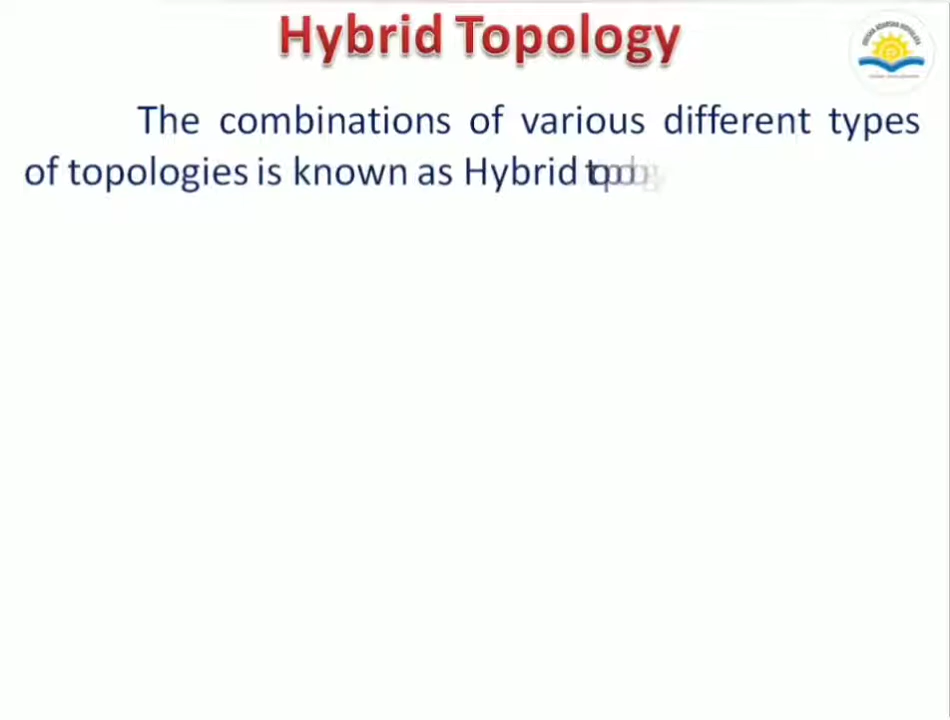 Hybrid Topology
The combinations of various different types
of topologies is known as Hybrid